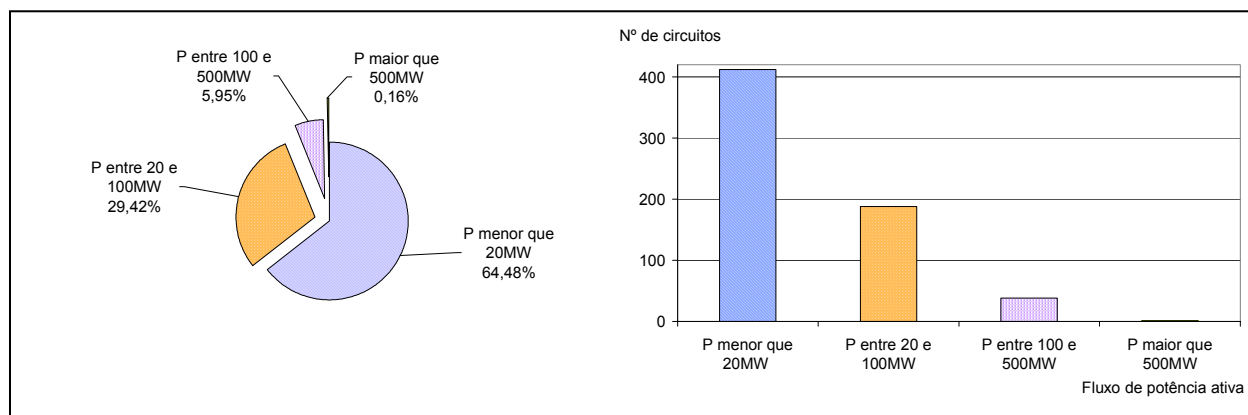 P entre 100 e
500MW
5,95%
P maior que
500MW
0,16%
P entre 20 e
100MW
29,42%
P menor que
20MW
64,48%
Nº de circuitos
400
300
200
100
0
P menor que
20MW
P entre 20 e
100MW
P entre 100 e
500MW
P maior que
500MW
Fluxo de potência ativa